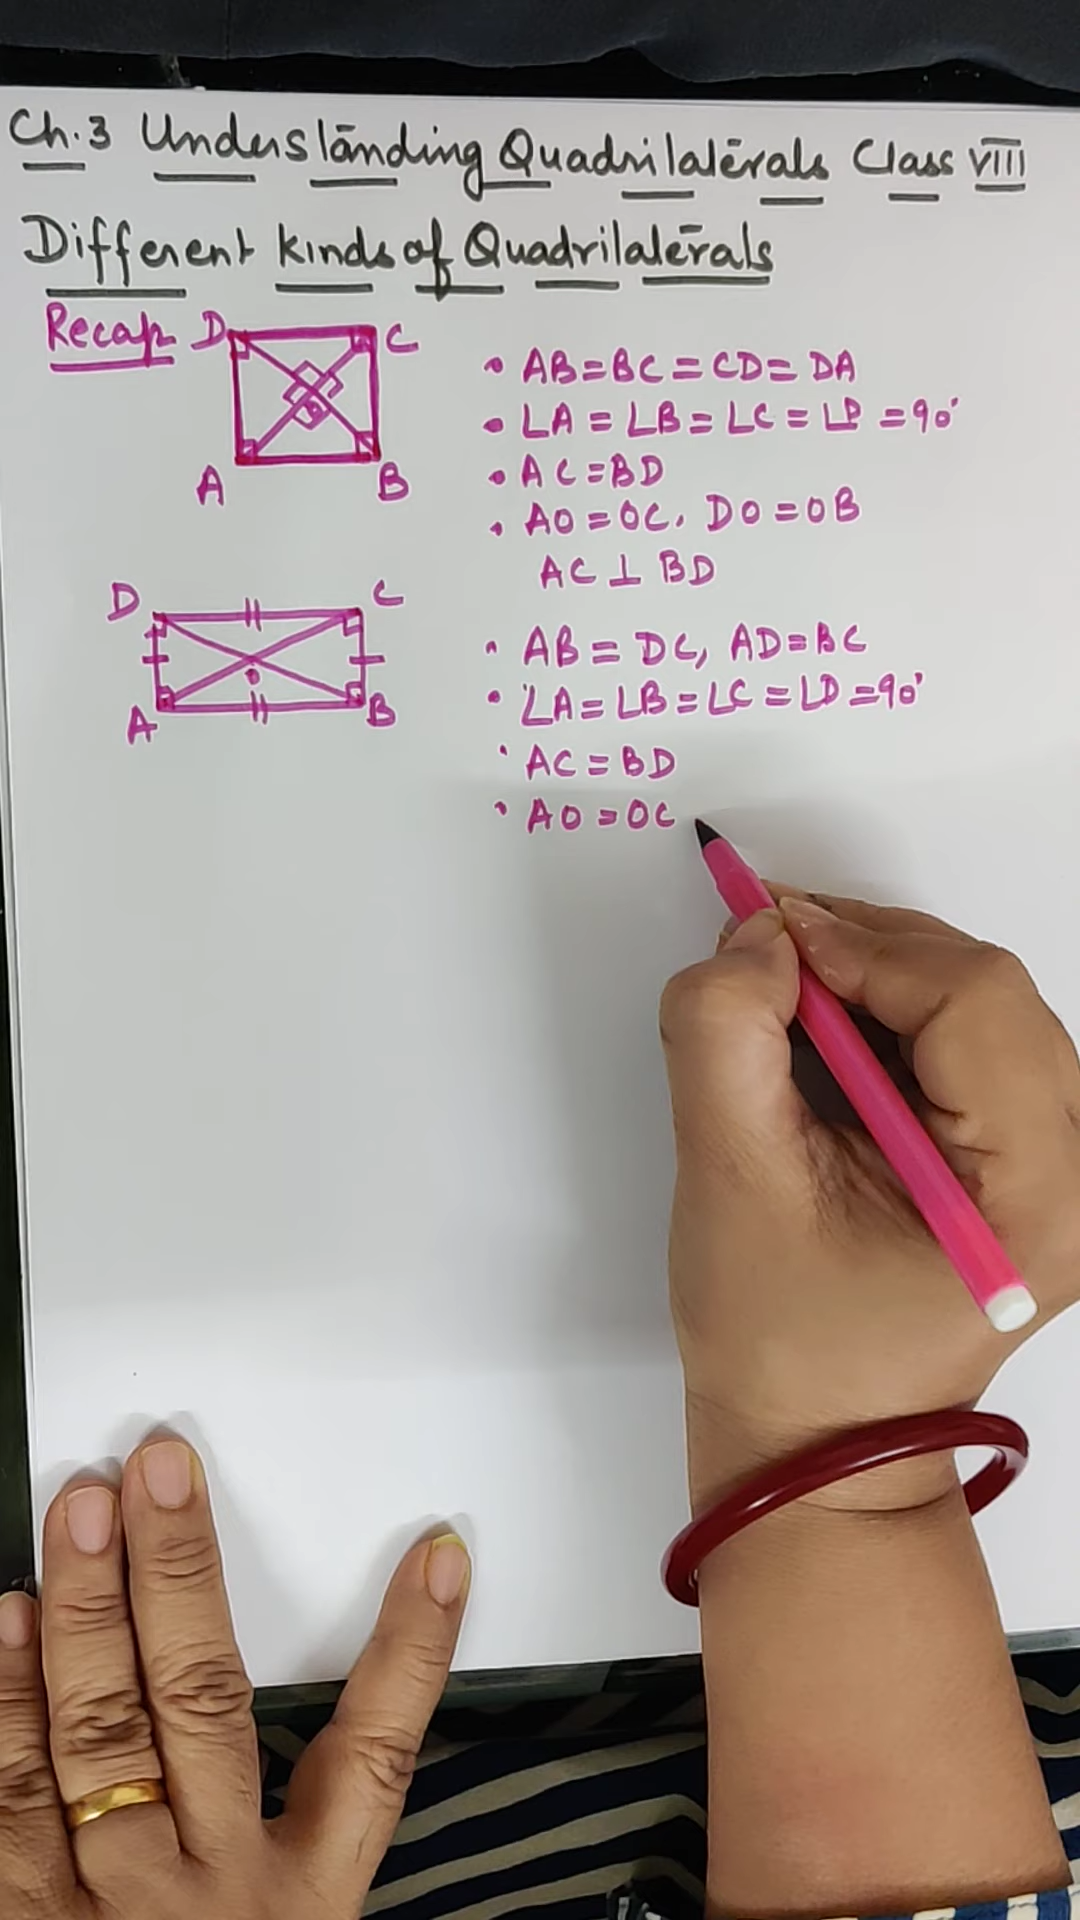 Ch.3 Understanding Quadrilaterals Class VIII
Different kinds of Quadrilaterals
Recap D C
A B
• AB=BC=CD=DA
• ∠A=∠B=∠C=∠D=90°
• AC=BD
• AO=OC, DO=OB
AC⊥BD
D C
O
A B
• AB=DC, AD=BC
• ∠A=∠B=∠C=∠D=90°
• AC=BD
• AO=OC